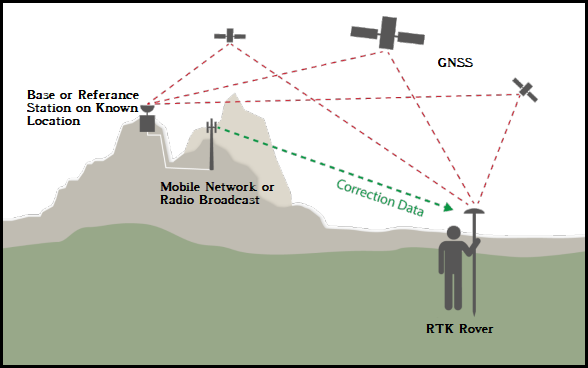 GNSS
Base or Referance
Station on Known
Location
Mobile Network or
Radio Broadcast
Correction Data
RTK Rover